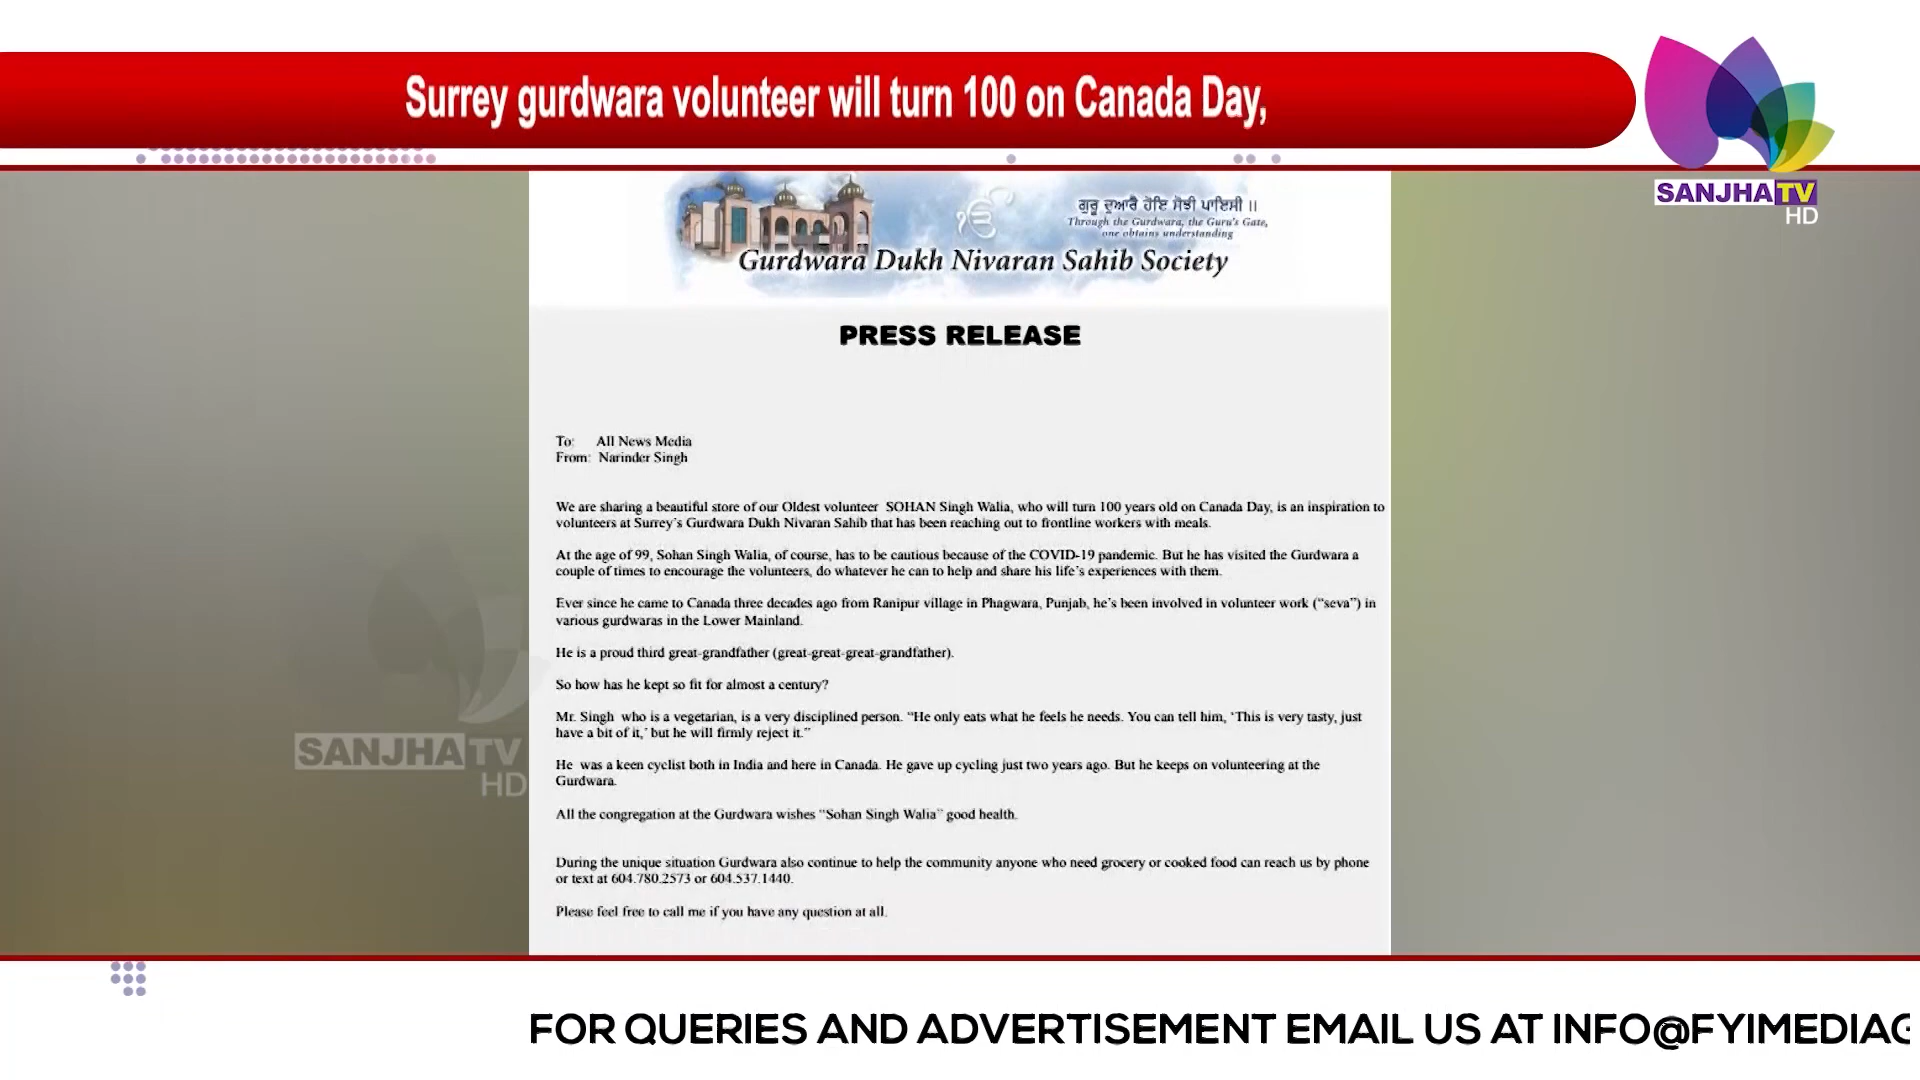 Surrey gurdwara volunteer will turn 100 on Canada Day,
SANJHA TV
HD
ਗੁਰੂ ਦੁਆਰੈ ਹੋਇ ਸੋਝੀ ਪਾਇਸੀ ॥
Through the Gurdwara, the Guru's Gate,
one obtains understanding
ੴ
Gurdwara Dukh Nivaran Sahib Society
PRESS RELEASE
To: All News Media
From: Narinder Singh
We are sharing a beautiful store of our Oldest volunteer SOHAN Singh Walia, who will turn 100 years old on Canada Day, is an inspiration to
volunteers at Surrey's Gurdwara Dukh Nivaran Sahib that has been reaching out to frontline workers with meals.
At the age of 99, Sohan Singh Walia, of course, has to be cautious because of the COVID-19 pandemic. But he has visited the Gurdwara a
couple of times to encourage the volunteers, do whatever he can to help and share his life's experiences with them.
Ever since he came to Canada three decades ago from Ranipur village in Phagwara, Punjab, he's been involved in volunteer work ("seva") in
various gurdwaras in the Lower Mainland.
He is a proud third great-grandfather (great-great-great-grandfather).
So how has he kept so fit for almost a century?
Mr. Singh who is a vegetarian, is a very disciplined person. "He only eats what he feels he needs. You can tell him, 'This is very tasty, just
have a bit of it,' but he will firmly reject it."
He was a keen cyclist both in India and here in Canada. He gave up cycling just two years ago. But he keeps on volunteering at the
Gurdwara.
All the congregation at the Gurdwara wishes "Sohan Singh Walia" good health.
During the unique situation Gurdwara also continue to help the community anyone who need grocery or cooked food can reach us by phone
or text at 604.780.2573 or 604.537.1440.
Please feel free to call me if you have any question at all.
SANJHA TV
HD
FOR QUERIES AND ADVERTISEMENT EMAIL US AT INFO@FYIMEDIAG